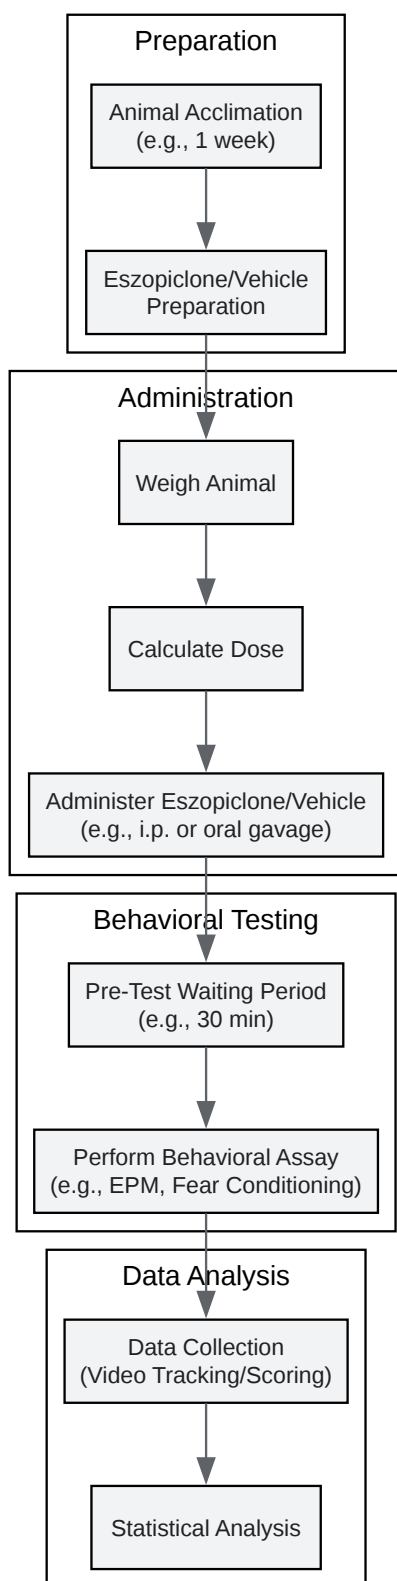 Preparation
Animal Acclimation
(e.g., 1 week)
Eszopiclone/Vehicle
Preparation
Administration
Weigh Animal
Calculate Dose
Administer Eszopiclone/Vehicle
(e.g., i.p. or oral gavage)
Behavioral Testing
Pre-Test Waiting Period
(e.g., 30 min)
Perform Behavioral Assay
(e.g., EPM, Fear Conditioning)
Data Analysis
Data Collection
(Video Tracking/Scoring)
Statistical Analysis